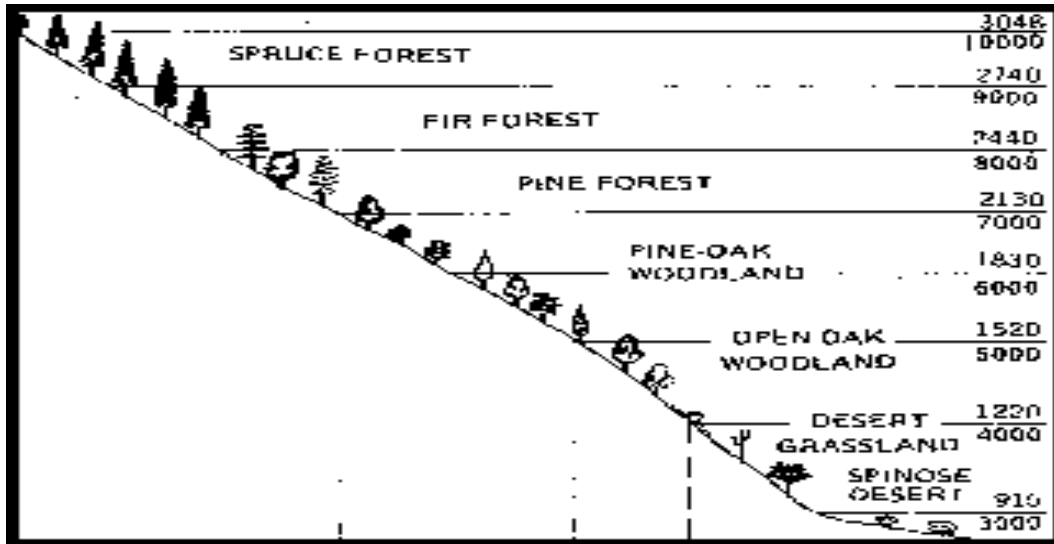 3048
10000
SPRUCE FOREST
2740
9000
FIR FOREST
2440
8000
PINE FOREST
2130
7000
PINE-OAK
WOODLAND
1830
6000
OPEN OAK
WOODLAND
1520
5000
DESERT
GRASSLAND
1220
4000
SPINOSE
DESERT
910
3000